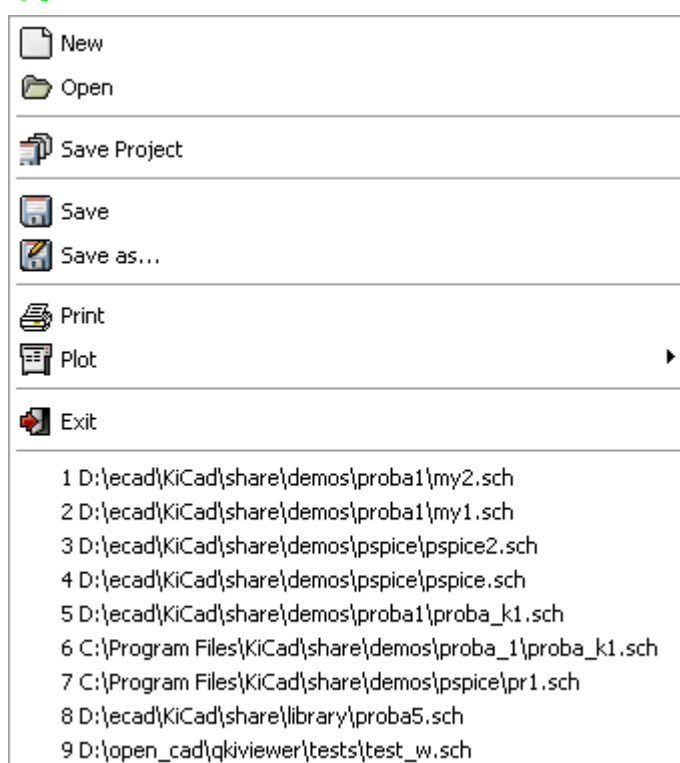 New
Open
Save Project
Save
Save as...
Print
Plot
Exit
1 D:\ecad\KiCad\share\demos\proba1\my2.sch
2 D:\ecad\KiCad\share\demos\proba1\my1.sch
3 D:\ecad\KiCad\share\demos\pspice\pspice2.sch
4 D:\ecad\KiCad\share\demos\pspice\pspice.sch
5 D:\ecad\KiCad\share\demos\proba1\proba_k1.sch
6 C:\Program Files\KiCad\share\demos\proba_1\proba_k1.sch
7 C:\Program Files\KiCad\share\demos\pspice\pr1.sch
8 D:\ecad\KiCad\share\library\proba5.sch
9 D:\open_cad\qkiviewer\tests\test_w.sch